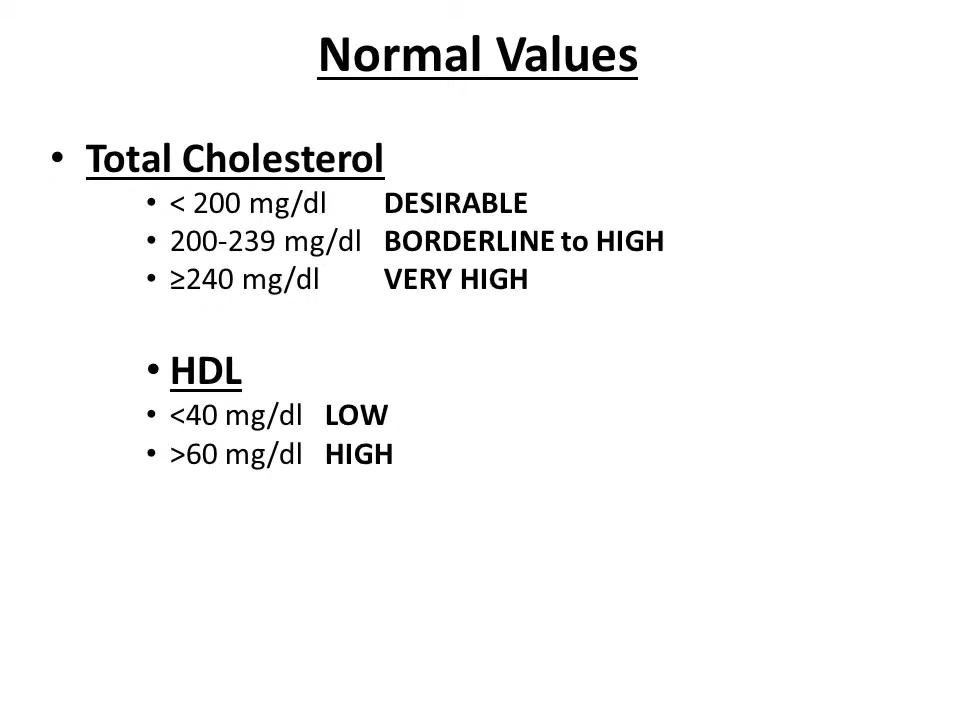 Normal Values
• Total Cholesterol
• < 200 mg/dl DESIRABLE
• 200-239 mg/dl BORDERLINE to HIGH
• ≥240 mg/dl VERY HIGH
• HDL
• <40 mg/dl LOW
• >60 mg/dl HIGH